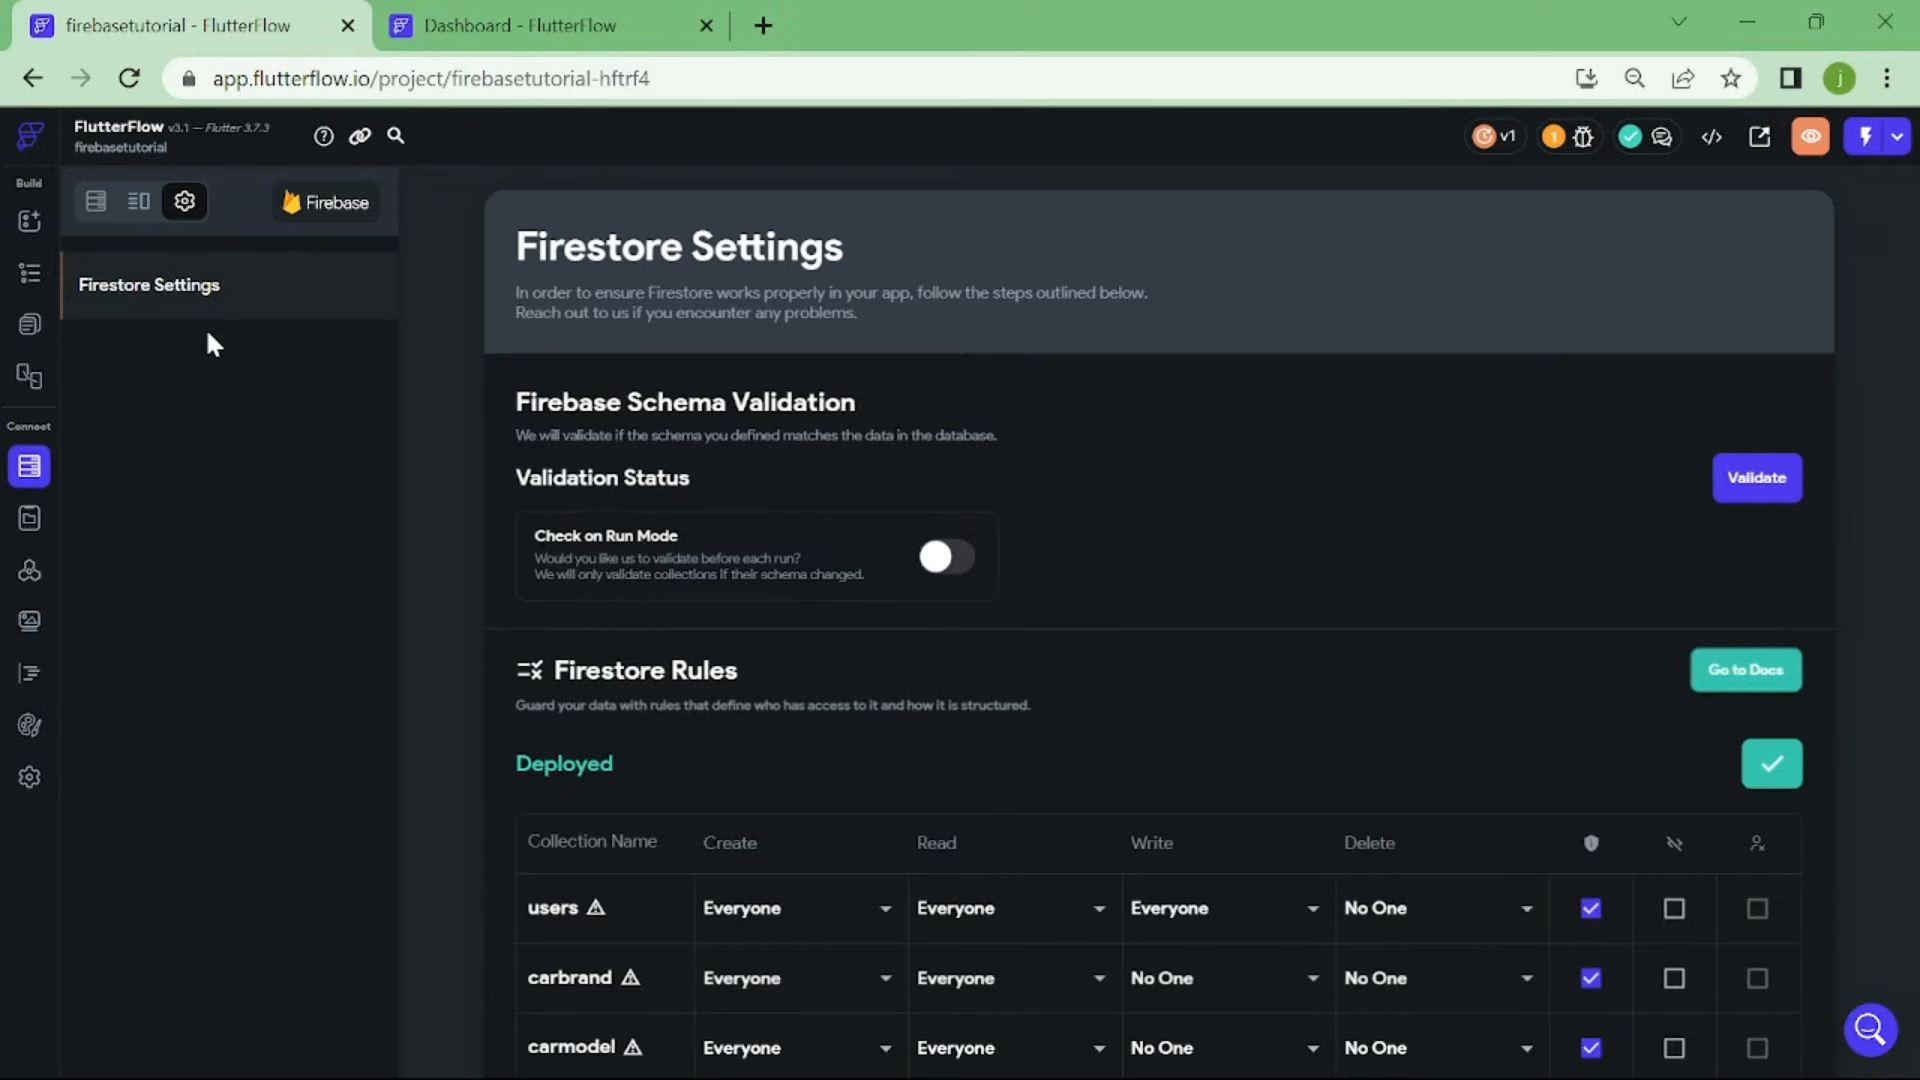 firebasetutorial - FlutterFlow
Dashboard - FlutterFlow
app.flutterflow.io/project/firebasetutorial-hftrf4
j
FlutterFlow v3.1 — Flutter 3.7.3
firebasetutorial
v1
1
Build
Firebase
Firestore Settings
Connect
Firestore Settings
In order to ensure Firestore works properly in your app, follow the steps outlined below.
Reach out to us if you encounter any problems.
Firebase Schema Validation
We will validate if the schema you defined matches the data in the database.
Validation Status
Validate
Check on Run Mode
Would you like us to validate before each run?
We will only validate collections if their schema changed.
Firestore Rules
Go to Docs
Guard your data with rules that define who has access to it and how it is structured.
Deployed
Collection Name Create Read Write Delete
users Everyone Everyone Everyone No One
carbrand Everyone Everyone No One No One
carmodel Everyone Everyone No One No One